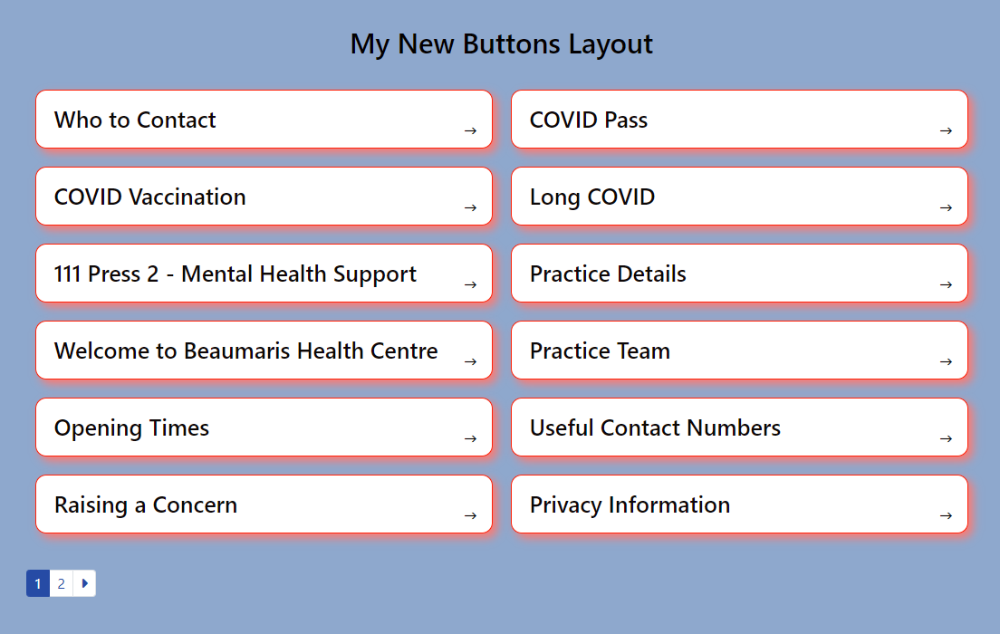 My New Buttons Layout
Who to Contact →
COVID Pass →
COVID Vaccination →
Long COVID →
111 Press 2 - Mental Health Support →
Practice Details →
Welcome to Beaumaris Health Centre →
Practice Team →
Opening Times →
Useful Contact Numbers →
Raising a Concern →
Privacy Information →
1 2